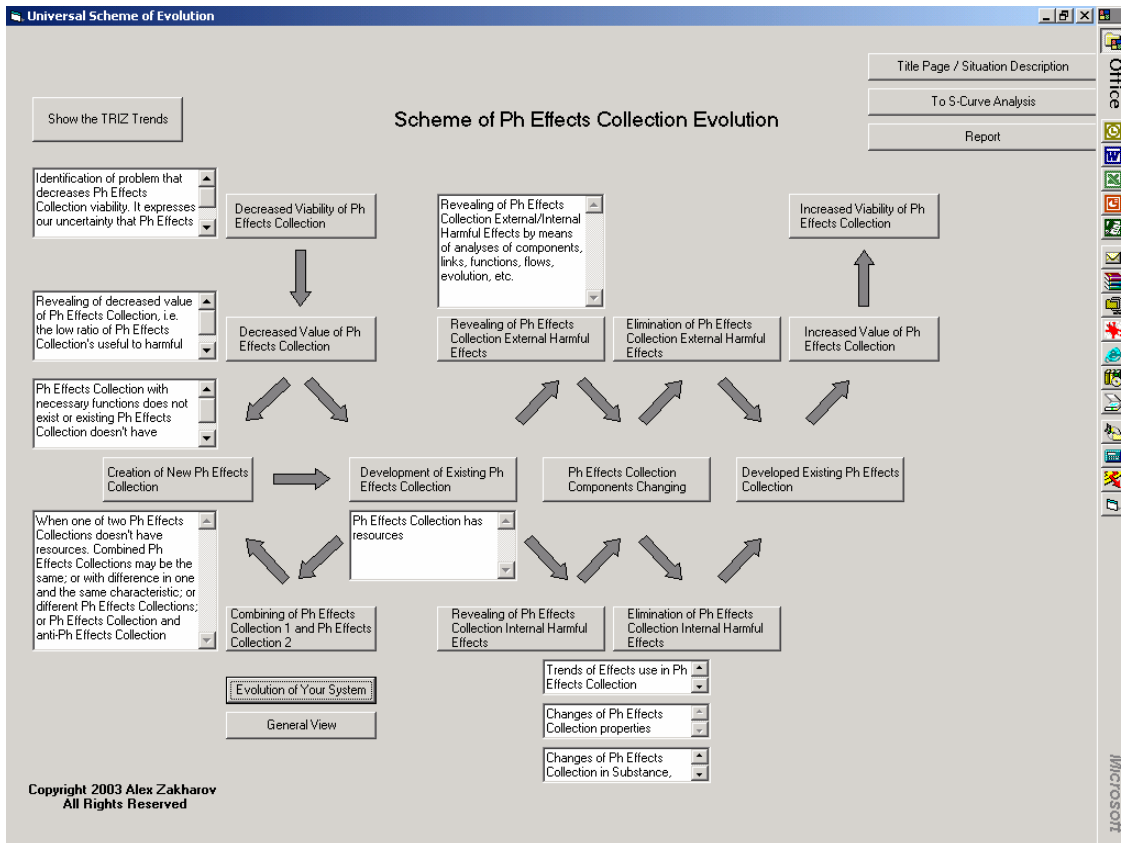 Universal Scheme of Evolution
Title Page / Situation Description
To S-Curve Analysis
Report
Show the TRIZ Trends
Scheme of Ph Effects Collection Evolution
Identification of problem that
decreases Ph Effects
Collection viability. It expresses
our uncertainty that Ph Effects
Decreased Viability of Ph
Effects Collection
Revealing of Ph Effects
Collection External/Internal
Harmful Effects by means
of analyses of components,
links, functions, flows,
evolution, etc.
Increased Viability of Ph
Effects Collection
Revealing of decreased value
of Ph Effects Collection, i.e.
the low ratio of Ph Effects
Collection's useful to harmful
Decreased Value of Ph
Effects Collection
Revealing of Ph Effects
Collection External Harmful
Effects
Elimination of Ph Effects
Collection External Harmful
Effects
Increased Value of Ph
Effects Collection
Ph Effects Collection with
necessary functions does not
exist or existing Ph Effects
Collection doesn't have
Creation of New Ph Effects
Collection
Development of Existing Ph
Effects Collection
Ph Effects Collection
Components Changing
Developed Existing Ph Effects
Collection
When one of two Ph Effects
Collections doesn't have
resources. Combined Ph
Effects Collections may be the
same; or with difference in one
and the same characteristic; or
different Ph Effects Collections;
or Ph Effects Collection and
anti-Ph Effects Collection
Ph Effects Collection has
resources
Combining of Ph Effects
Collection 1 and Ph Effects
Collection 2
Revealing of Ph Effects
Collection Internal Harmful
Effects
Elimination of Ph Effects
Collection Internal Harmful
Effects
Evolution of Your System
General View
Trends of Effects use in Ph
Effects Collection
Changes of Ph Effects
Collection properties
Changes of Ph Effects
Collection in Substance,
Copyright 2003 Alex Zakharov
All Rights Reserved
Office
Microsoft